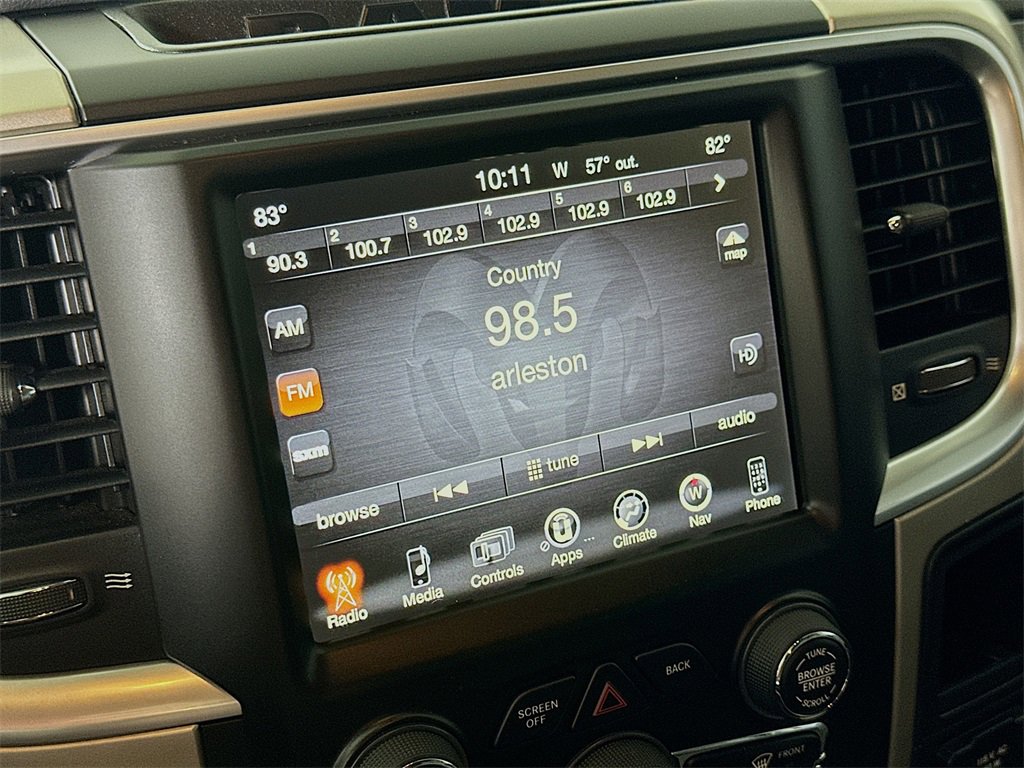 10:11 W 57° out. 82°
83°
1 90.3 2 100.7 3 102.9 4 102.9 5 102.9 6 102.9
map
Country
98.5
arleston
AM
FM
sxm
HD
browse tune audio
Radio Media Controls Apps ... Climate W Nav Phone
SCREEN
OFF
BACK
TUNE
BROWSE
ENTER
SCROLL
FRONT